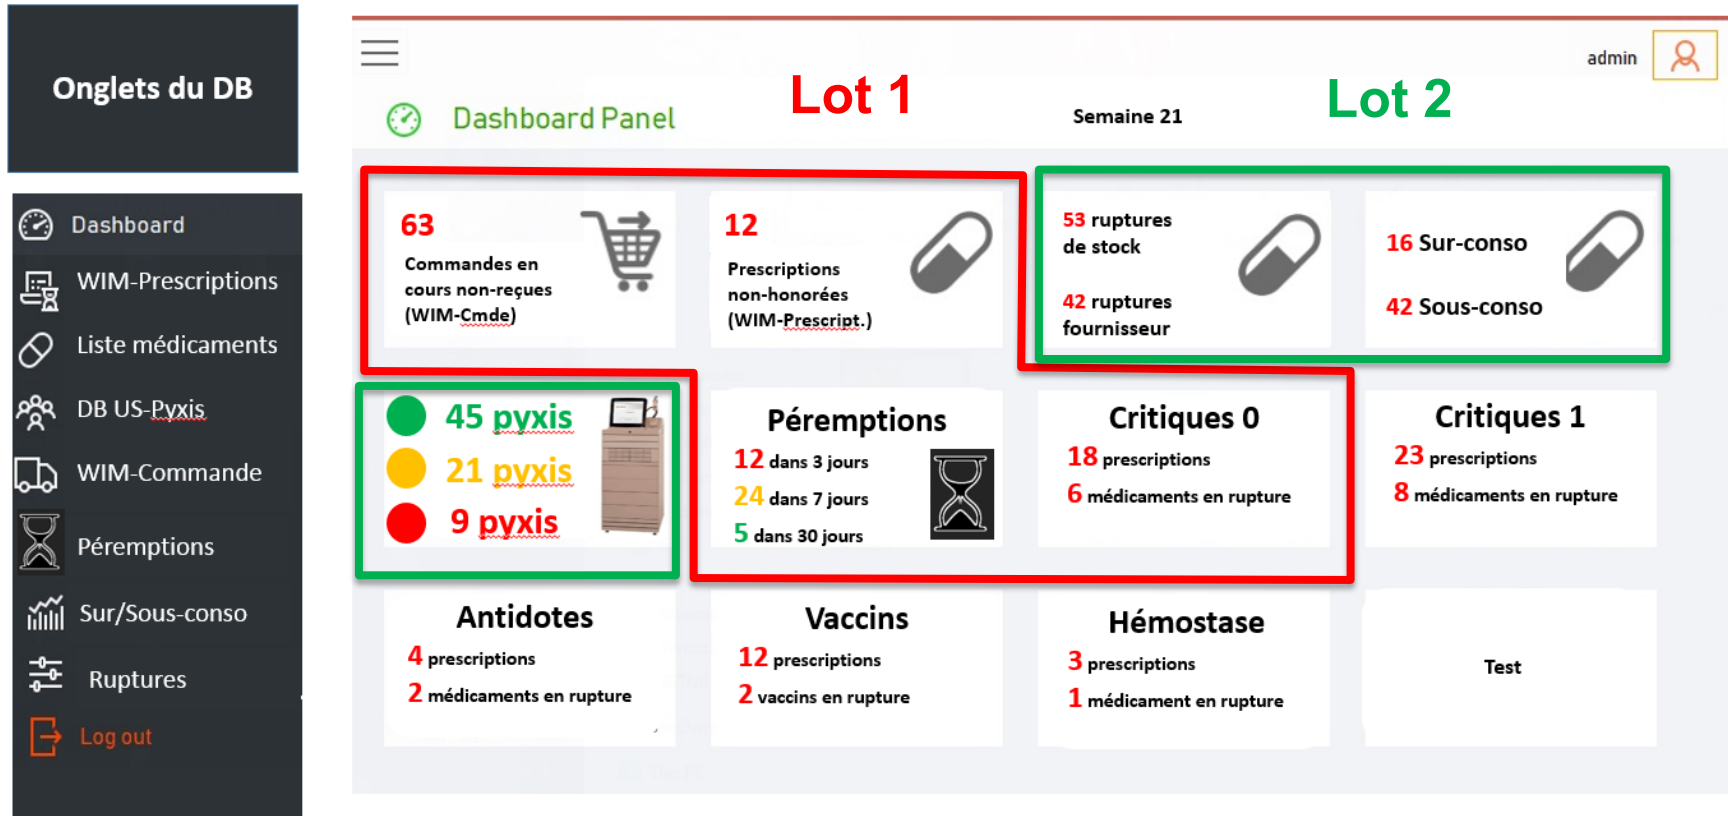 Onglets du DB
Dashboard
WIM-Prescriptions
Liste médicaments
DB US-Pyxis
WIM-Commande
Péremptions
Sur/Sous-conso
Ruptures
Log out
admin
Lot 1
Lot 2
Dashboard Panel
Semaine 21
63
Commandes en
cours non-reçues
(WIM-Cmde)
12
Prescriptions
non-honorées
(WIM-Prescript.)
53 ruptures
de stock
42 ruptures
fournisseur
16 Sur-conso
42 Sous-conso
45 pyxis
21 pyxis
9 pyxis
Péremptions
12 dans 3 jours
24 dans 7 jours
5 dans 30 jours
Critiques 0
18 prescriptions
6 médicaments en rupture
Critiques 1
23 prescriptions
8 médicaments en rupture
Antidotes
4 prescriptions
2 médicaments en rupture
Vaccins
12 prescriptions
2 vaccins en rupture
Hémostase
3 prescriptions
1 médicament en rupture
Test